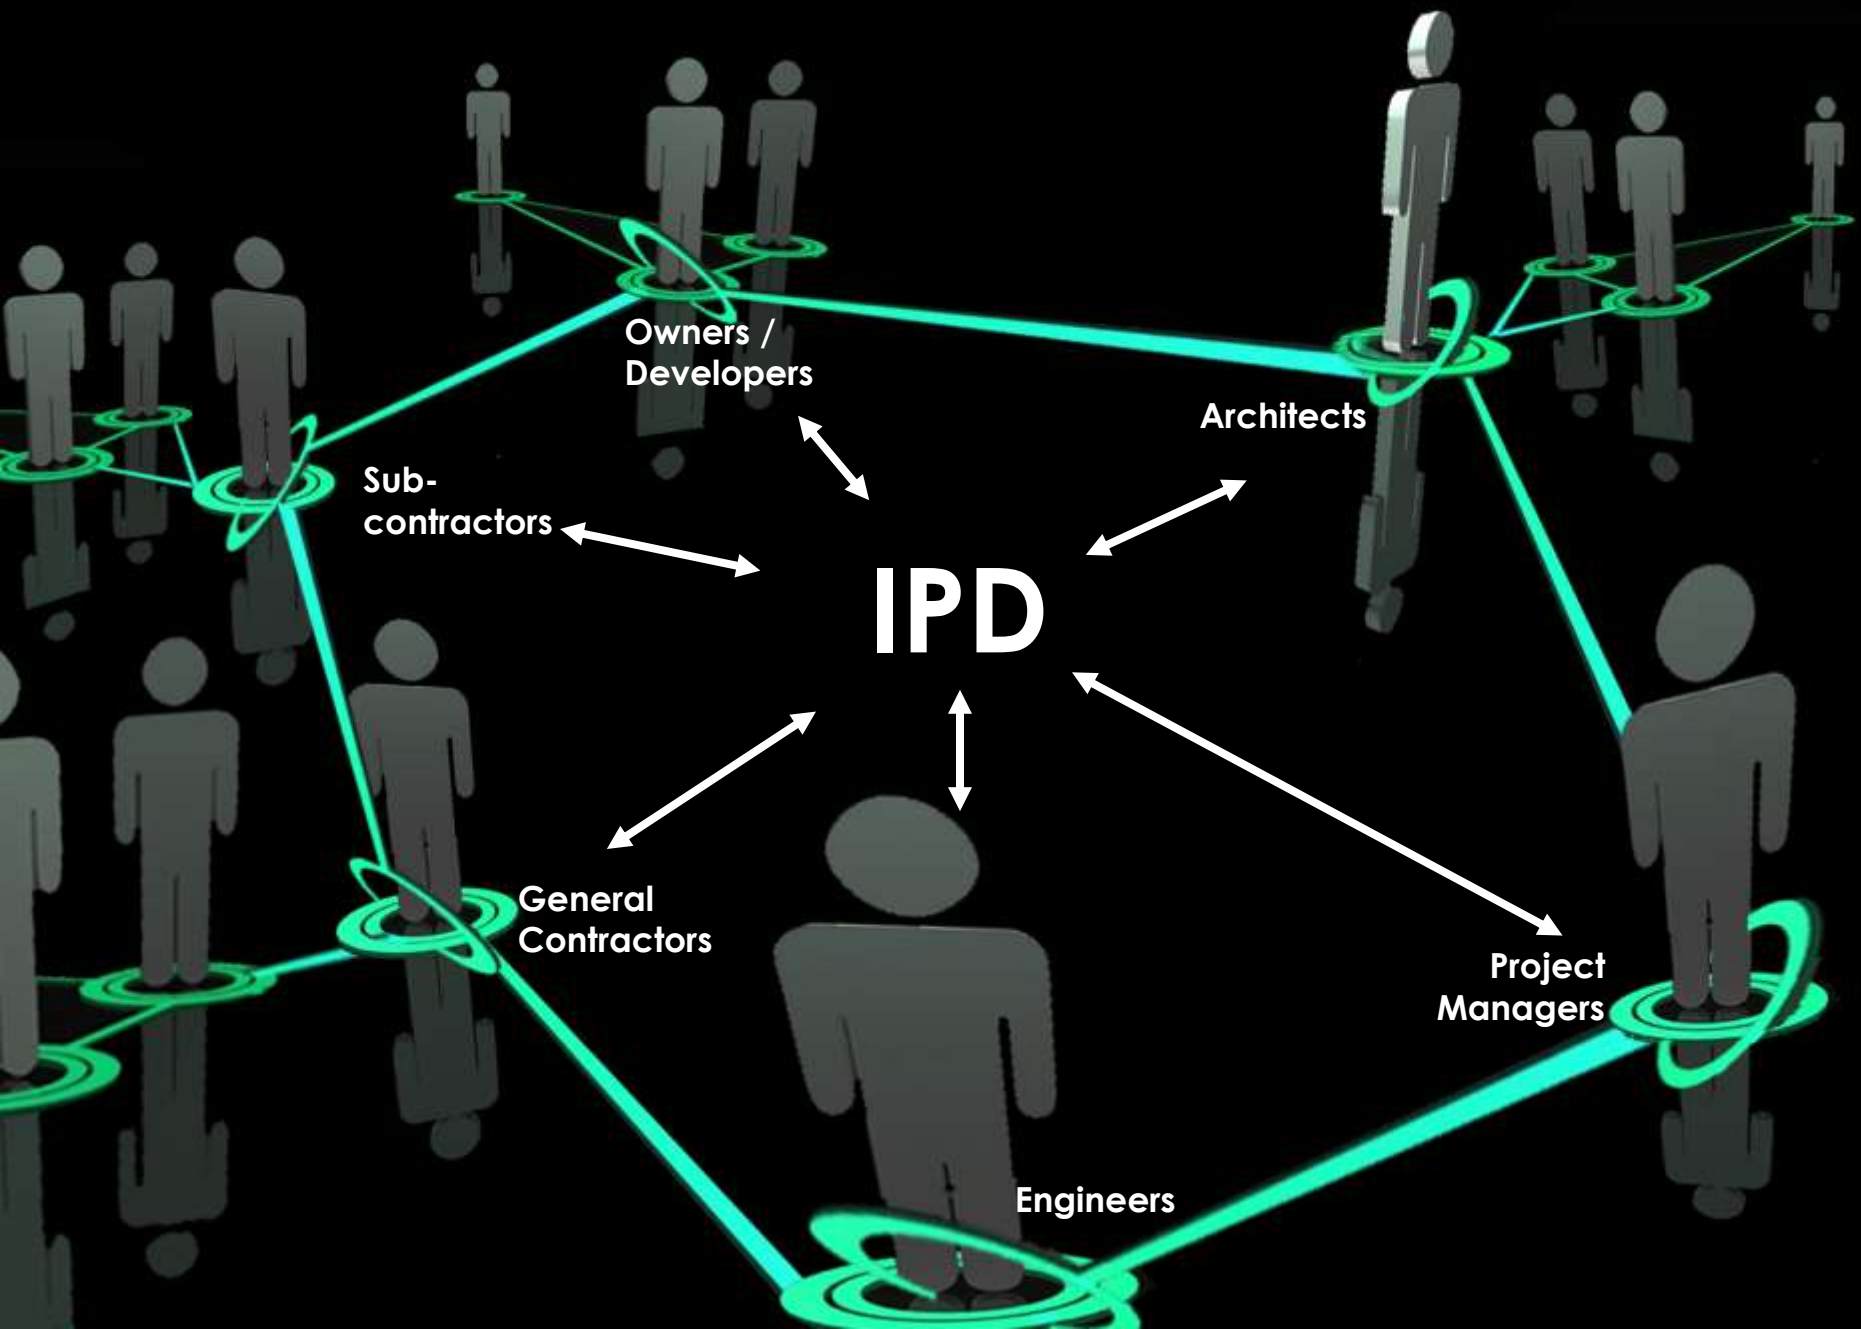 Owners /
Developers
Architects
Sub-
contractors
IPD
General
Contractors
Project
Managers
Engineers